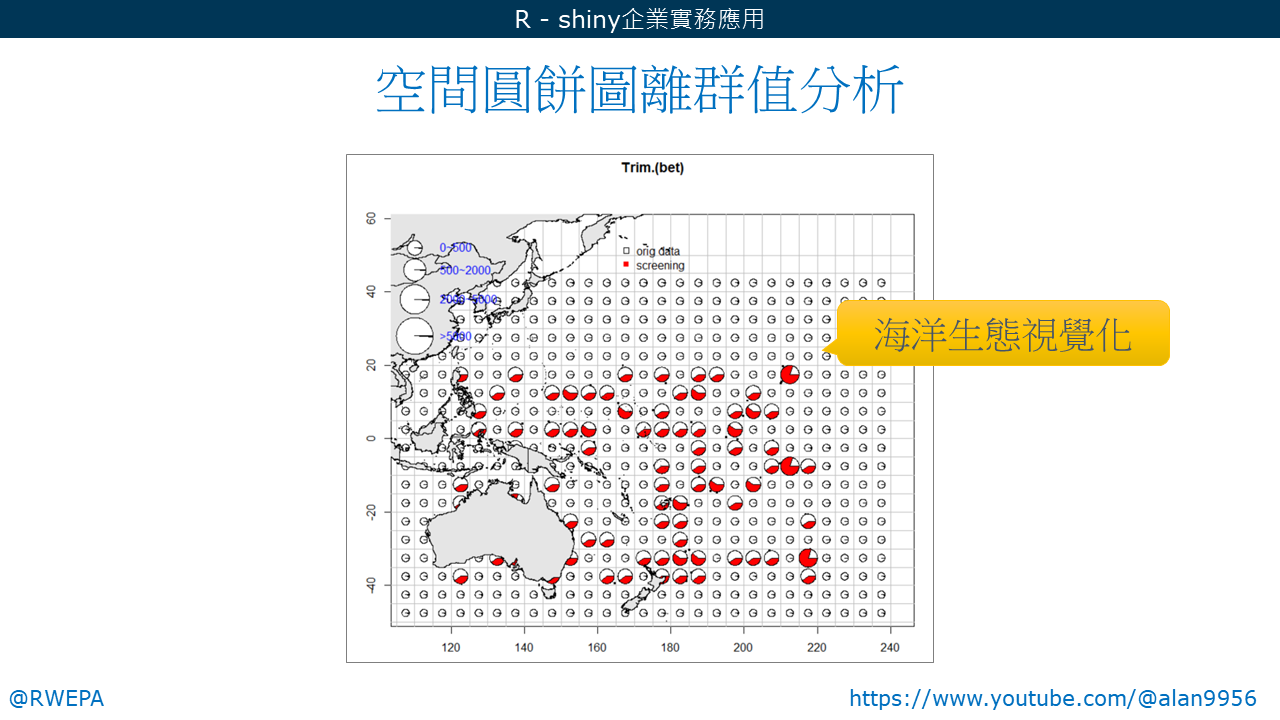 R - shiny企業實務應用
空間圓餅圖離群值分析
Trim.(bet)
60
40
20
0
-20
-40
0~500
500~2000
2000~5000
>5000
orig data
screening
海洋生態視覺化
120 140 160 180 200 220 240
@RWEPA
https://www.youtube.com/@alan9956